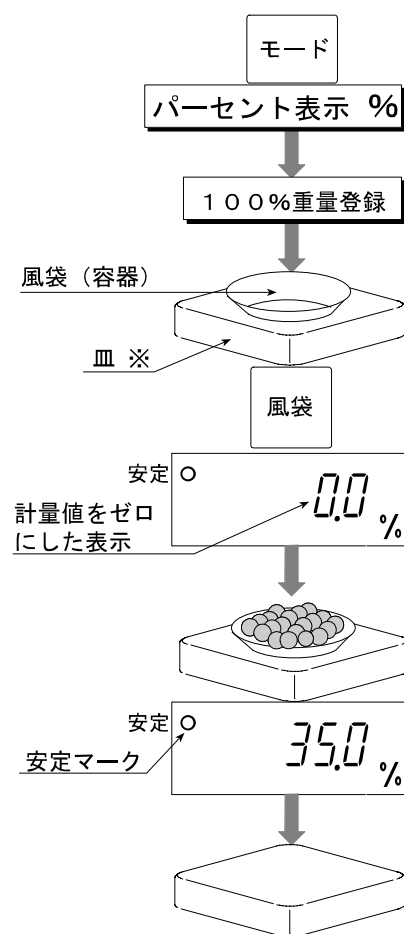 モード
パーセント表示 %
１００%重量登録
風袋（容器）
皿 ※
風袋
安定
0.0 %
計量値をゼロ
にした表示
安定
35.0 %
安定マーク